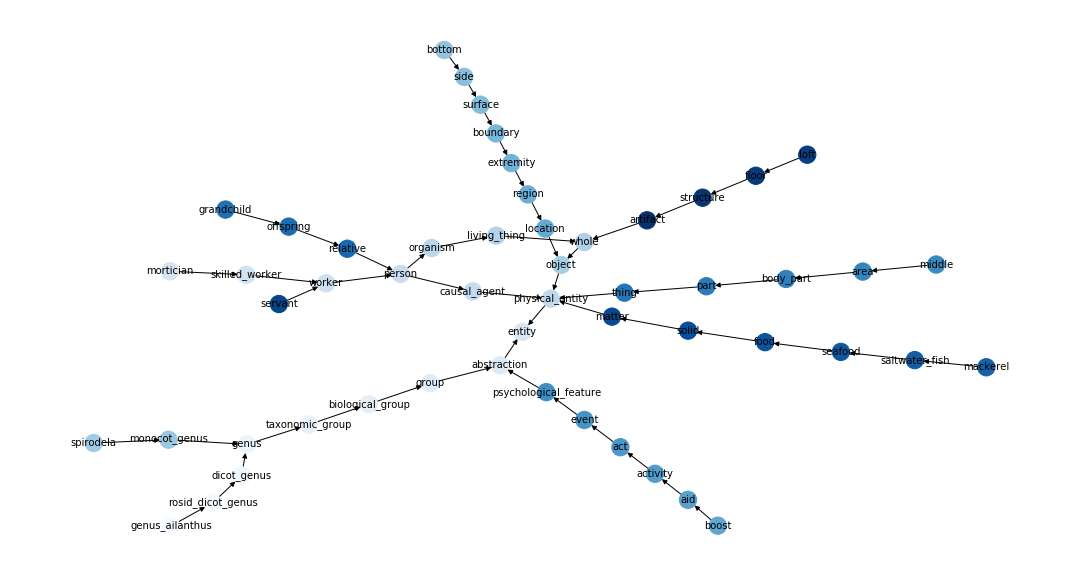 bottom
side
surface
boundary
loft
extremity
floor
region
structure
grandchild
artifact
offspring
location
living_thing
whole
relative
organism
object
mortician
skilled_worker
person
worker
middle
area
body_part
part
thing
causal_agent
physical_entity
servant
matter
solid
entity
food
seafood
saltwater_fish
mackerel
abstraction
group
psychological_feature
biological_group
event
taxonomic_group
spirodela
monocot_genus
genus
act
dicot_genus
activity
rosid_dicot_genus
aid
genus_ailanthus
boost